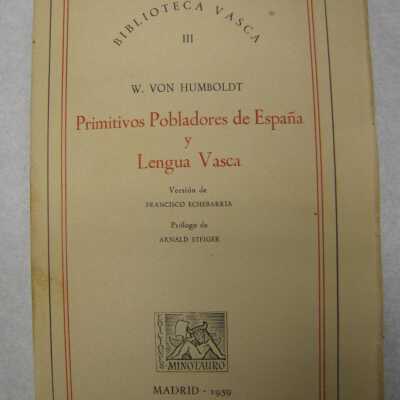 BIBLIOTECA VASCA
III
W. VON HUMBOLDT
Primitivos Pobladores de España
y
Lengua Vasca
Versión de
FRANCISCO ECHEBARRIA
Prólogo de
ARNALD STEIGER
EDICIONES
MINOTAURO
MADRID - 1959